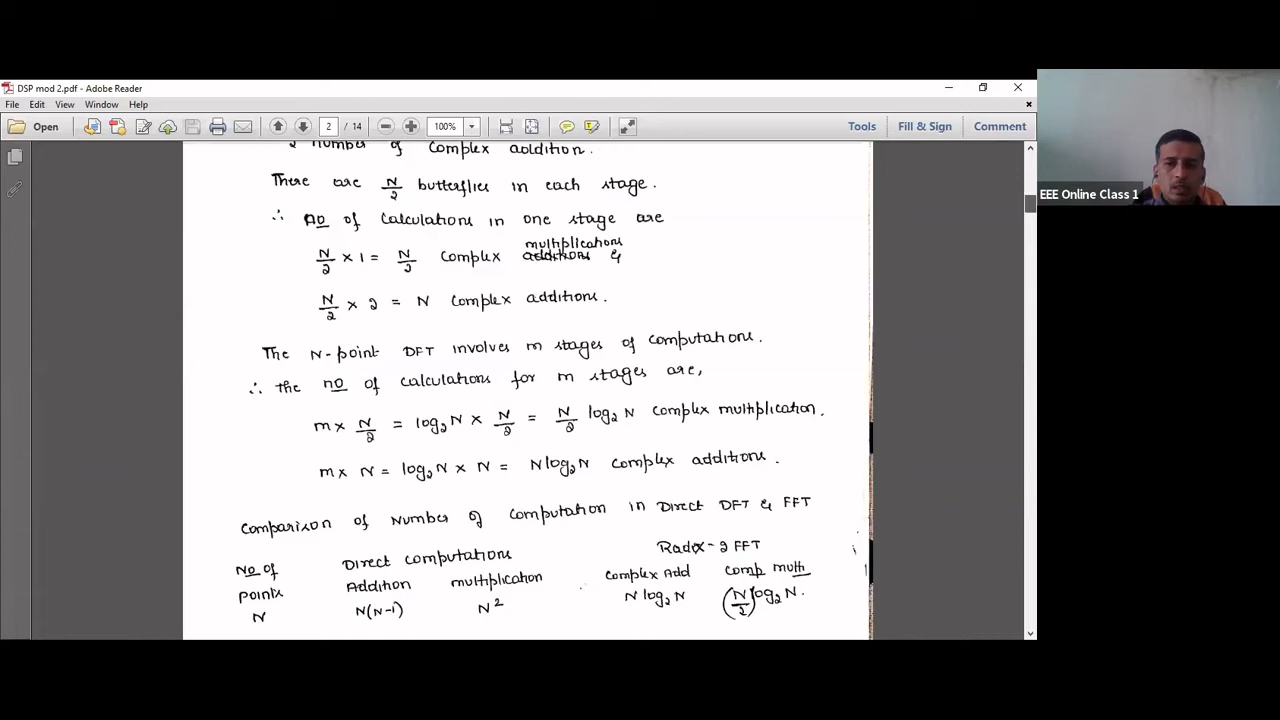 DSP mod 2.pdf - Adobe Reader
File Edit View Window Help
Open 2 / 14 100% Tools Fill & Sign Comment
2 number of complex addition.
There are N/2 butterflies in each stage.
∴ No of calculations in one stage are
multiplications
N/2 × 1 = N/2 complex additions &
N/2 × 2 = N complex additions.
The N-point DFT involves m stages of computations.
∴ the no of calculations for m stages are,
m × N/2 = log₂N × N/2 = N/2 log₂N complex multiplication.
m × N = log₂N × N = N log₂N complex additions.
Comparison of Number of computation in Direct DFT & FFT
No of points N
Direct computations
Addition multiplication
N(N-1) N²
Radix-2 FFT
Complex Add Comp multi
N log₂N (N/2) log₂N.
EEE Online Class 1